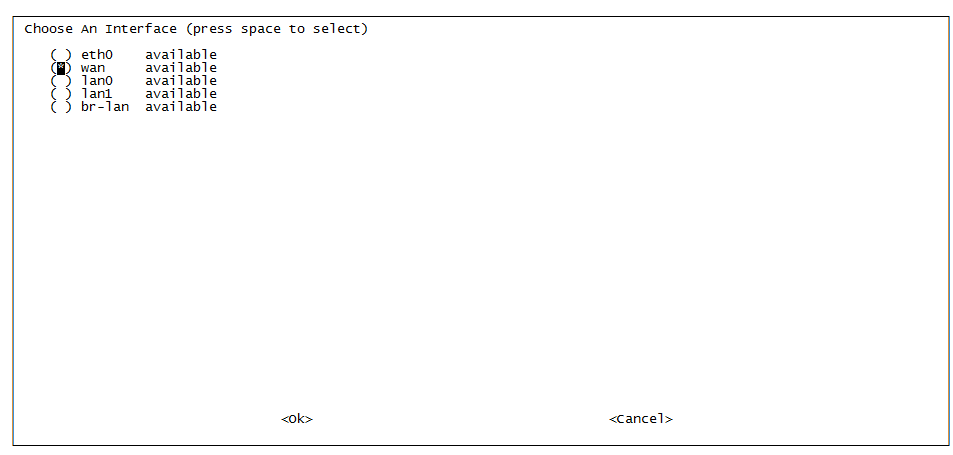 Choose An Interface (press space to select)
( ) eth0 available
(*) wan available
( ) lan0 available
( ) lan1 available
( ) br-lan available
<Ok> <Cancel>